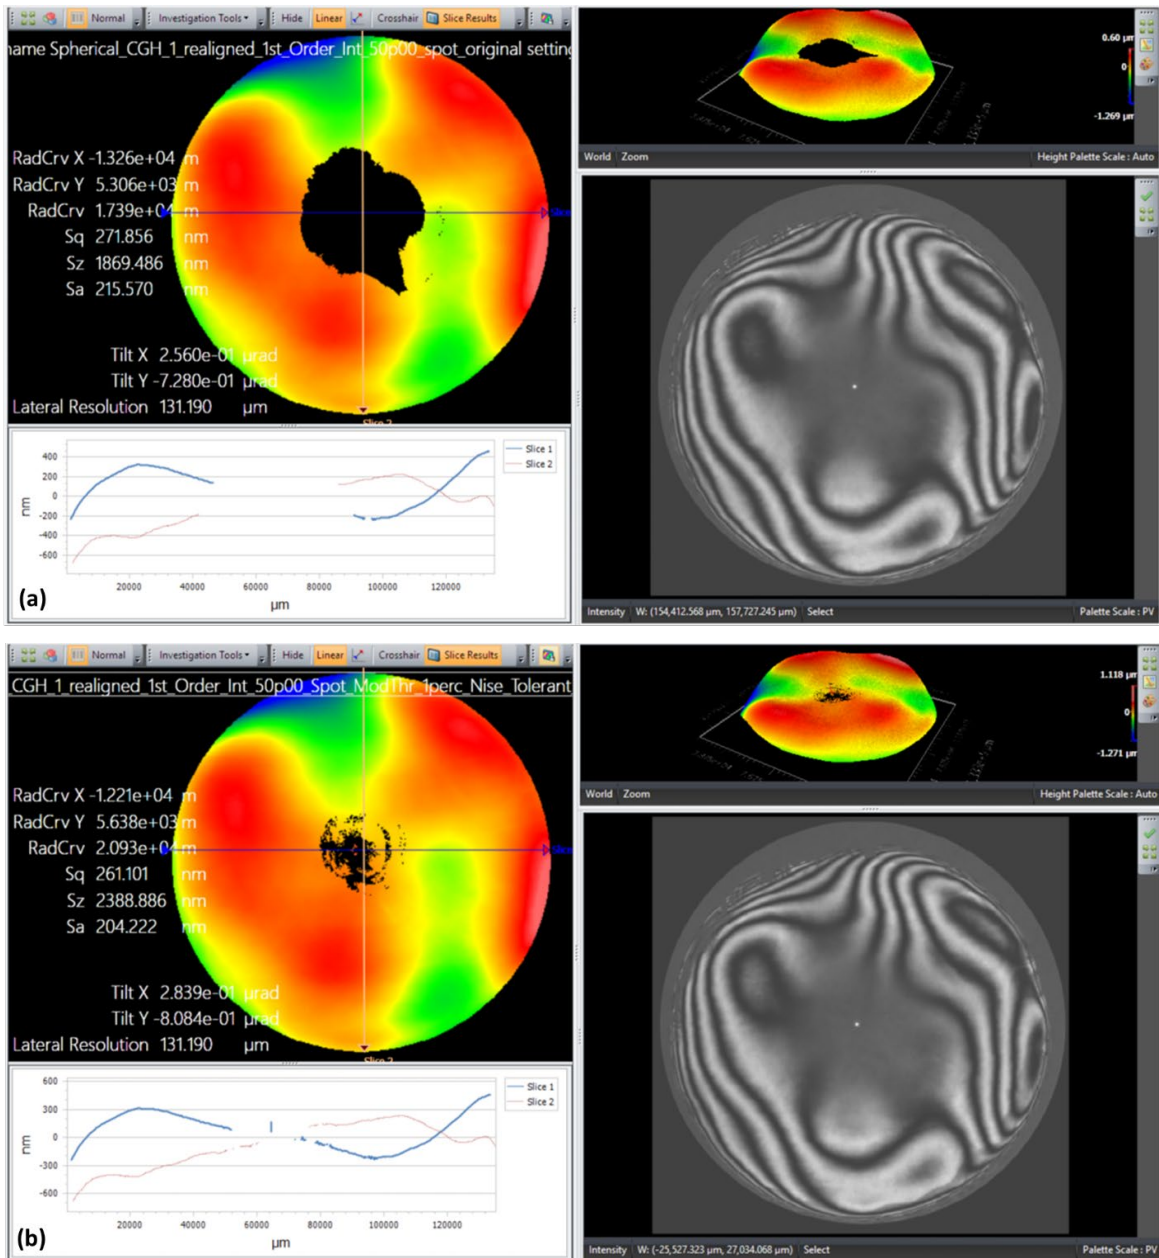 Normal Investigation Tools Hide Linear Crosshair Slice Results
name Spherical_CGH_1_realigned_1st_Order_Int_50p00_spot_original setting
RadCrv X -1.326e+04 m
RadCrv Y 5.306e+03 m
RadCrv 1.739e+04 m
Sq 271.856 nm
Sz 1869.486 nm
Sa 215.570 nm
Tilt X 2.560e-01 µrad
Tilt Y -7.280e-01 µrad
Lateral Resolution 131.190 µm
Slice 2
0.60 µm
0
-1.269 µm
World Zoom Height Palette Scale : Auto
Slice 1
Slice 2
400
200
0
-200
-400
-600
nm
20000 40000 60000 80000 100000 120000
µm
(a)
Intensity W: (154,412.568 µm, 157,727.245 µm) Select Palette Scale : PV
Normal Investigation Tools Hide Linear Crosshair Slice Results
CGH_1_realigned_1st_Order_Int_50p00_Spot_ModThr_1perc_Nise_Tolerant
RadCrv X -1.221e+04 m
RadCrv Y 5.638e+03 m
RadCrv 2.093e+04 m
Sq 261.101 nm
Sz 2388.886 nm
Sa 204.222 nm
Tilt X 2.839e-01 µrad
Tilt Y -8.084e-01 µrad
Lateral Resolution 131.190 µm
Slice 2
1.118 µm
0
-1.271 µm
World Zoom Height Palette Scale : Auto
Slice 1
Slice 2
600
300
0
-300
-600
nm
20000 40000 60000 80000 100000 120000
µm
(b)
Intensity W: (-25,527.323 µm, 27,034.068 µm) Select Palette Scale : PV